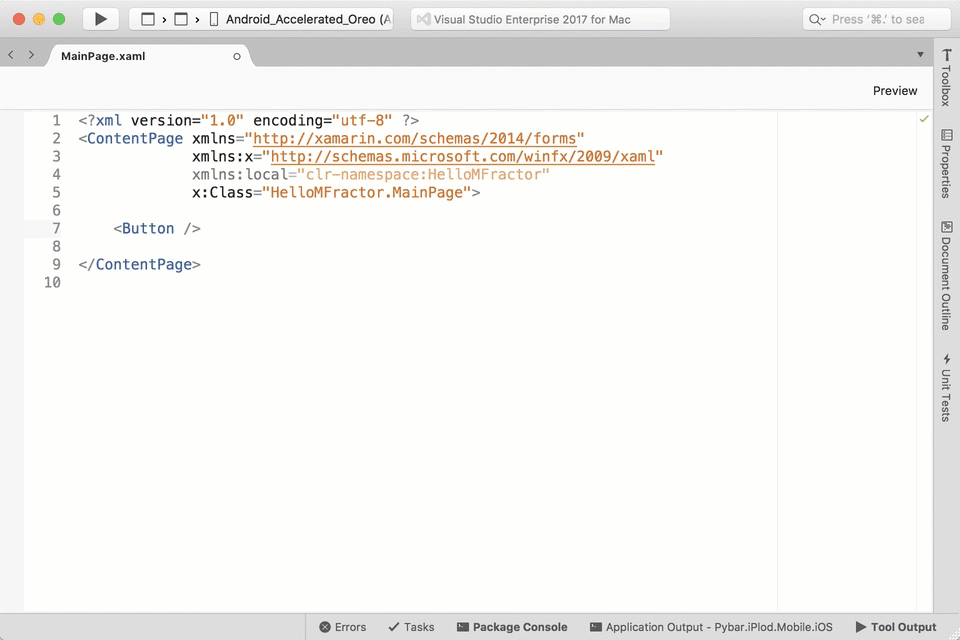 Android_Accelerated_Oreo (A
Visual Studio Enterprise 2017 for Mac
Press ‘⌘.’ to sea
MainPage.xaml
Preview
1 <?xml version="1.0" encoding="utf-8" ?>
2 <ContentPage xmlns="http://xamarin.com/schemas/2014/forms"
3 xmlns:x="http://schemas.microsoft.com/winfx/2009/xaml"
4 xmlns:local="clr-namespace:HelloMFractor"
5 x:Class="HelloMFractor.MainPage">
6
7 <Button />
8
9 </ContentPage>
10
Toolbox
Properties
Document Outline
Unit Tests
Errors
Tasks
Package Console
Application Output - Pybar.iPlod.Mobile.iOS
Tool Output